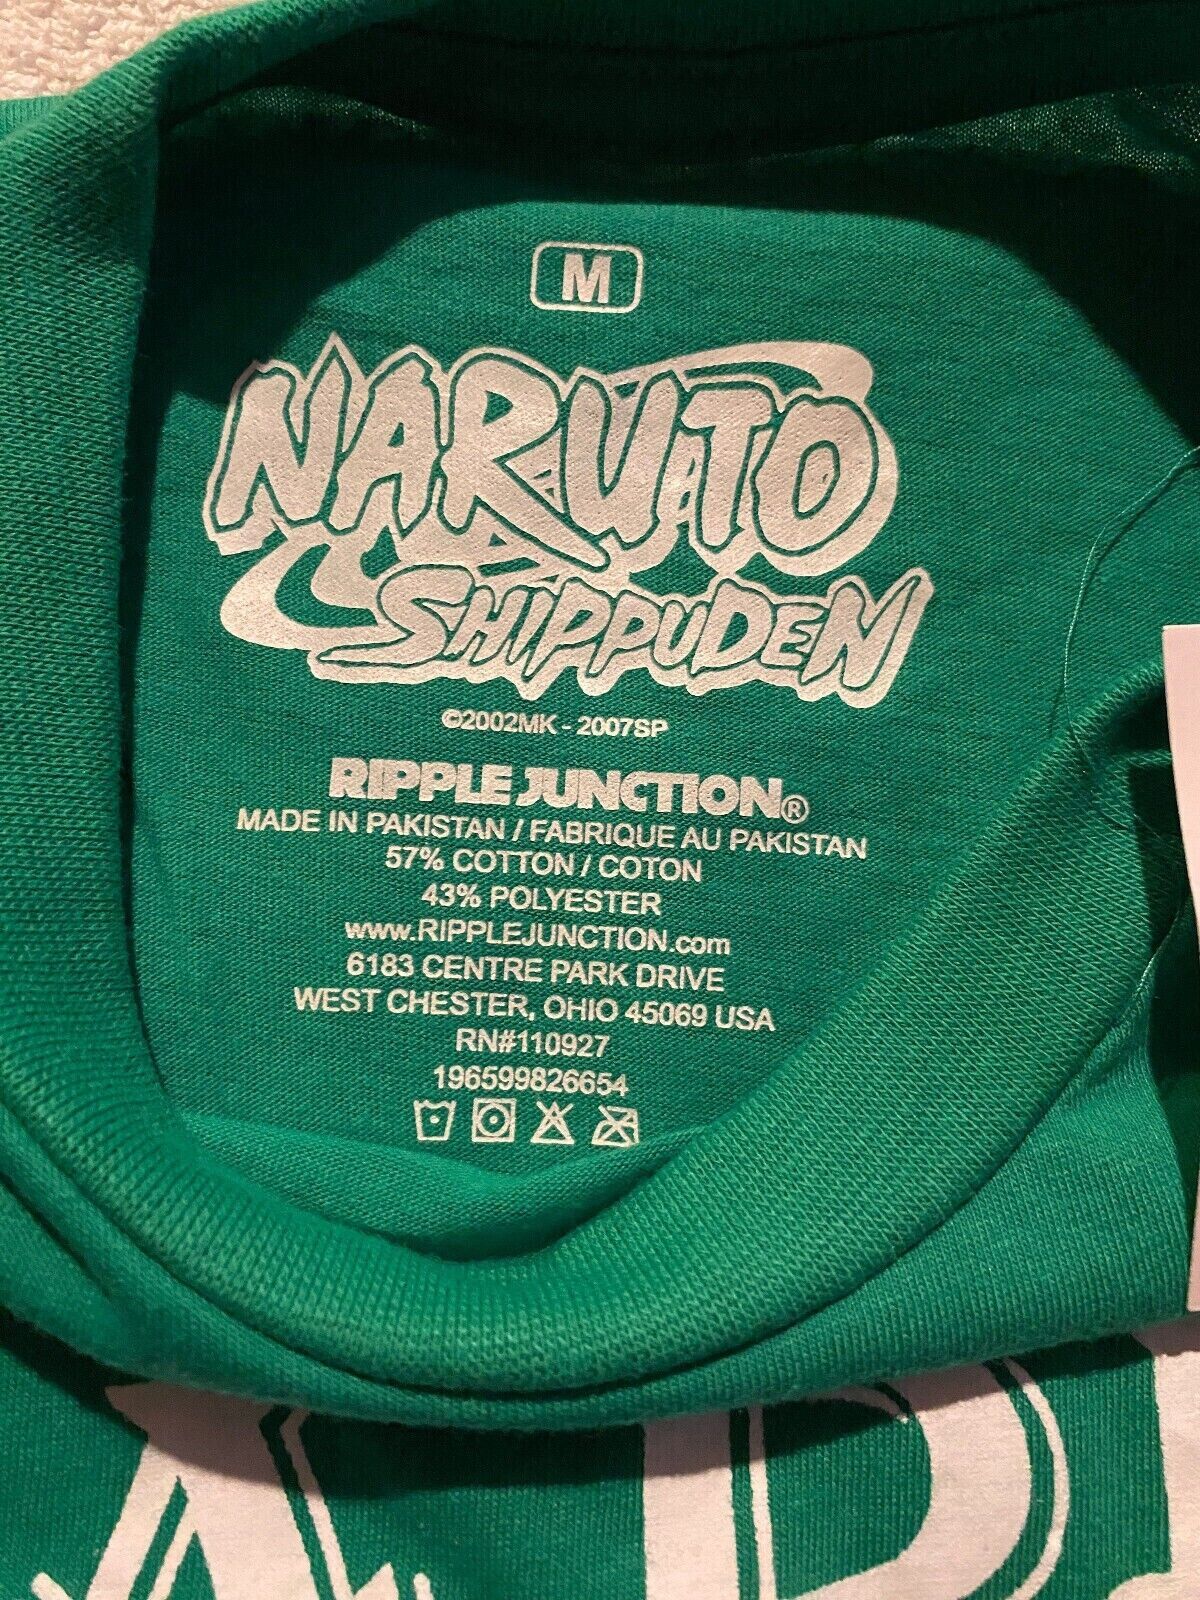 M
NARUTO
SHIPPUDEN
©2002MK - 2007SP
RIPPLE JUNCTION®
MADE IN PAKISTAN / FABRIQUE AU PAKISTAN
57% COTTON / COTON
43% POLYESTER
www.RIPPLEJUNCTION.com
6183 CENTRE PARK DRIVE
WEST CHESTER, OHIO 45069 USA
RN#110927
196599826654